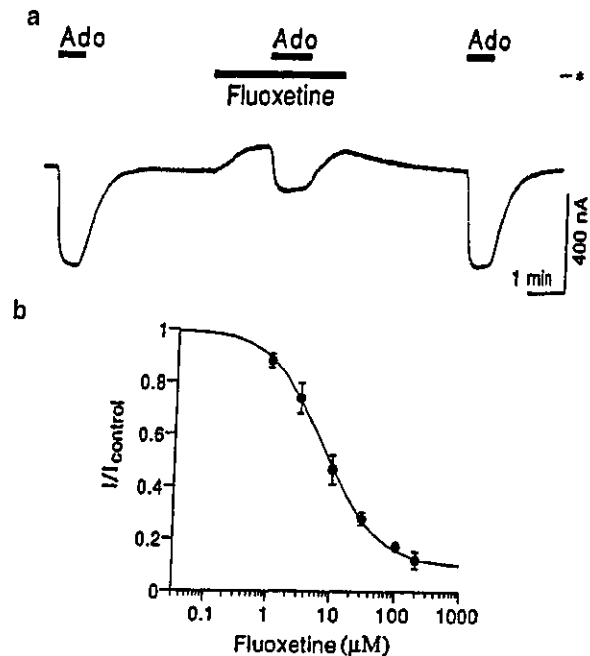 a
Ado Ado Ado
Fluoxetine
-*
400 nA
1 min
b
1
0.8
0.6
0.4
0.2
0
I/Icontrol
0.1 1 10 100 1000
Fluoxetine (μM)